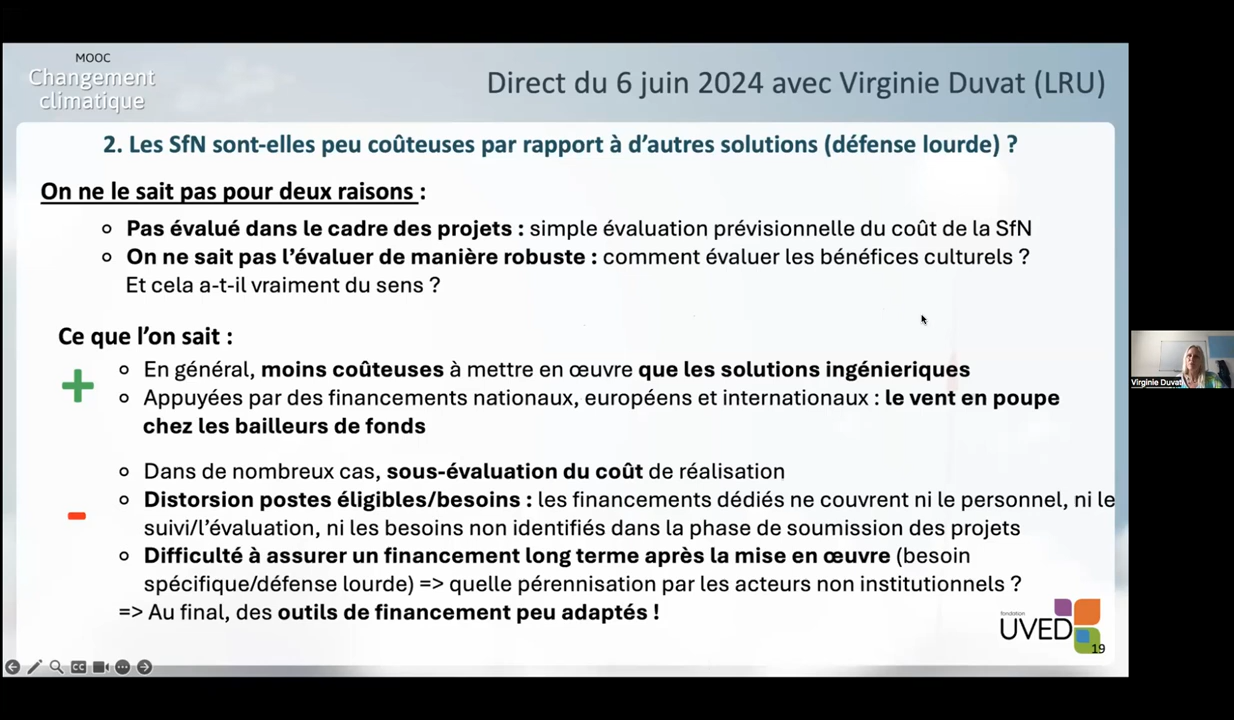 MOOC
Changement
climatique
Direct du 6 juin 2024 avec Virginie Duvat (LRU)
2. Les SfN sont-elles peu coûteuses par rapport à d'autres solutions (défense lourde) ?
On ne le sait pas pour deux raisons :
Pas évalué dans le cadre des projets : simple évaluation prévisionnelle du coût de la SfN
On ne sait pas l'évaluer de manière robuste : comment évaluer les bénéfices culturels ?
Et cela a-t-il vraiment du sens ?
Ce que l'on sait :
+
En général, moins coûteuses à mettre en œuvre que les solutions ingénieriques
Appuyées par des financements nationaux, européens et internationaux : le vent en poupe
chez les bailleurs de fonds
Dans de nombreux cas, sous-évaluation du coût de réalisation
-
Distorsion postes éligibles/besoins : les financements dédiés ne couvrent ni le personnel, ni le
suivi/l'évaluation, ni les besoins non identifiés dans la phase de soumission des projets
Difficulté à assurer un financement long terme après la mise en œuvre (besoin
spécifique/défense lourde) => quelle pérennisation par les acteurs non institutionnels ?
=> Au final, des outils de financement peu adaptés !
fondation
UVED
19
CC
Virginie Duvat